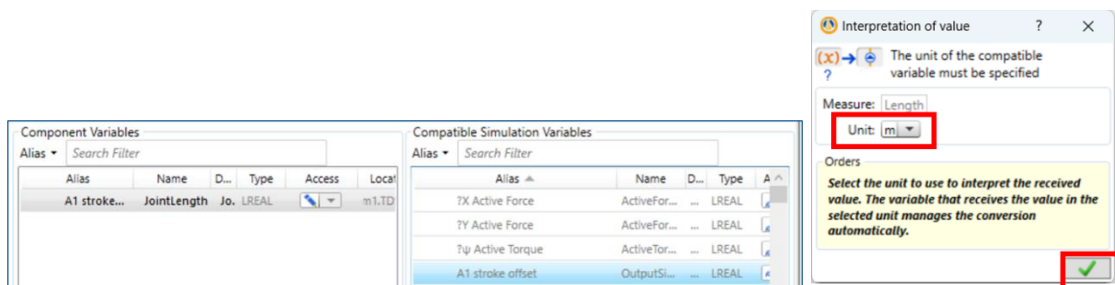 Interpretation of value ? ×
(x) ?
The unit of the compatible
variable must be specified
Measure: Length
Unit: m
Orders
Select the unit to use to interpret the received
value. The variable that receives the value in the
selected unit manages the conversion
automatically.
Component Variables
Alias Search Filter
Alias Name D... Type Access Locat
A1 stroke... JointLength Jo. LREAL m1.TD
Compatible Simulation Variables
Alias Search Filter
Alias Name D... Type A
?X Active Force ActiveFor... ... LREAL
?Y Active Force ActiveFor... ... LREAL
?ψ Active Torque ActiveTor... ... LREAL
A1 stroke offset OutputSi... ... LREAL